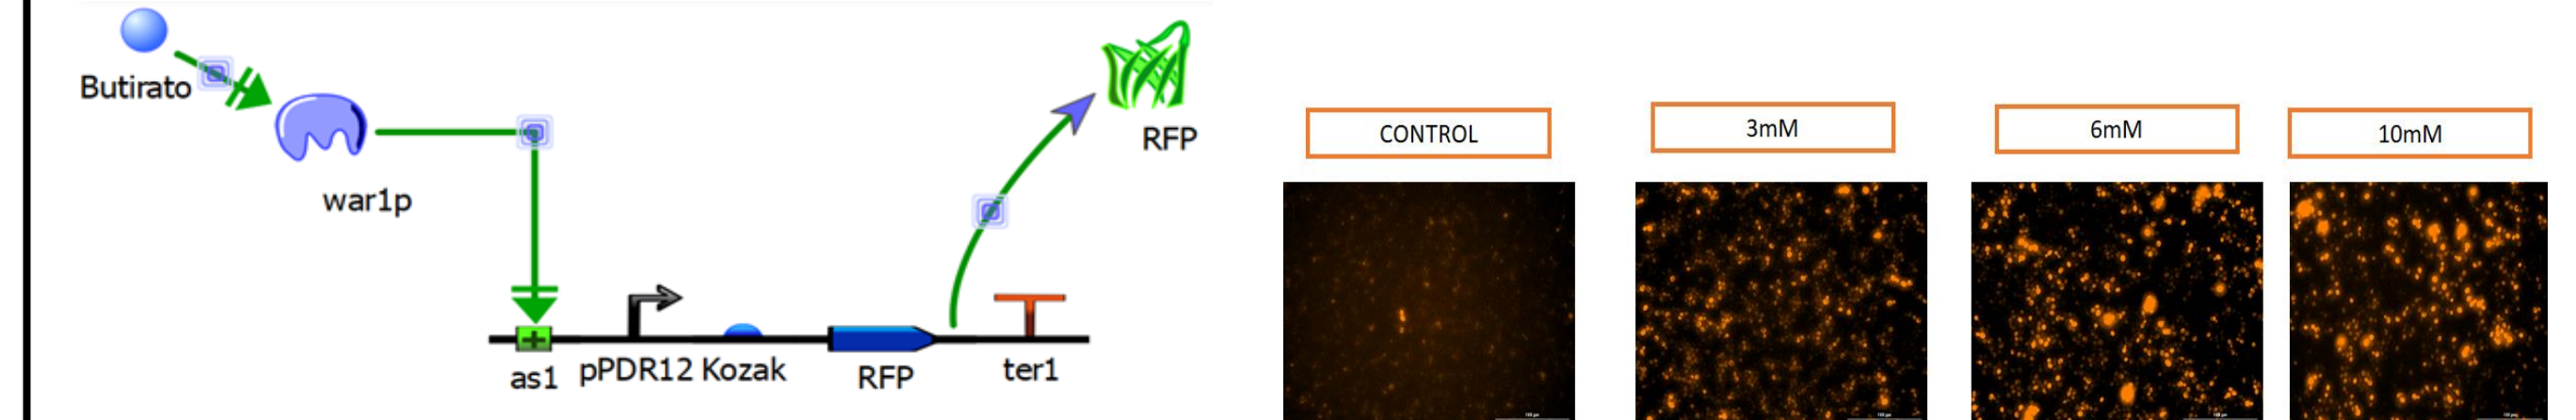 Butirato
war1p
as1
pPDR12
Kozak
RFP
ter1
RFP
CONTROL
3mM
6mM
10mM